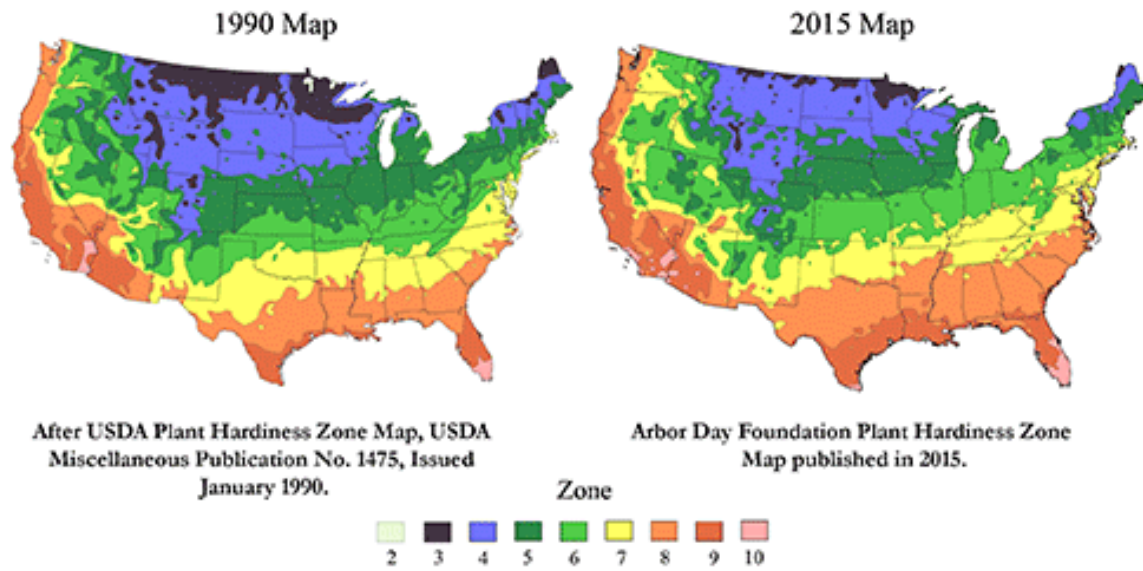 1990 Map
2015 Map
After USDA Plant Hardiness Zone Map, USDA
Miscellaneous Publication No. 1475, Issued
January 1990.
Arbor Day Foundation Plant Hardiness Zone
Map published in 2015.
Zone
2 3 4 5 6 7 8 9 10